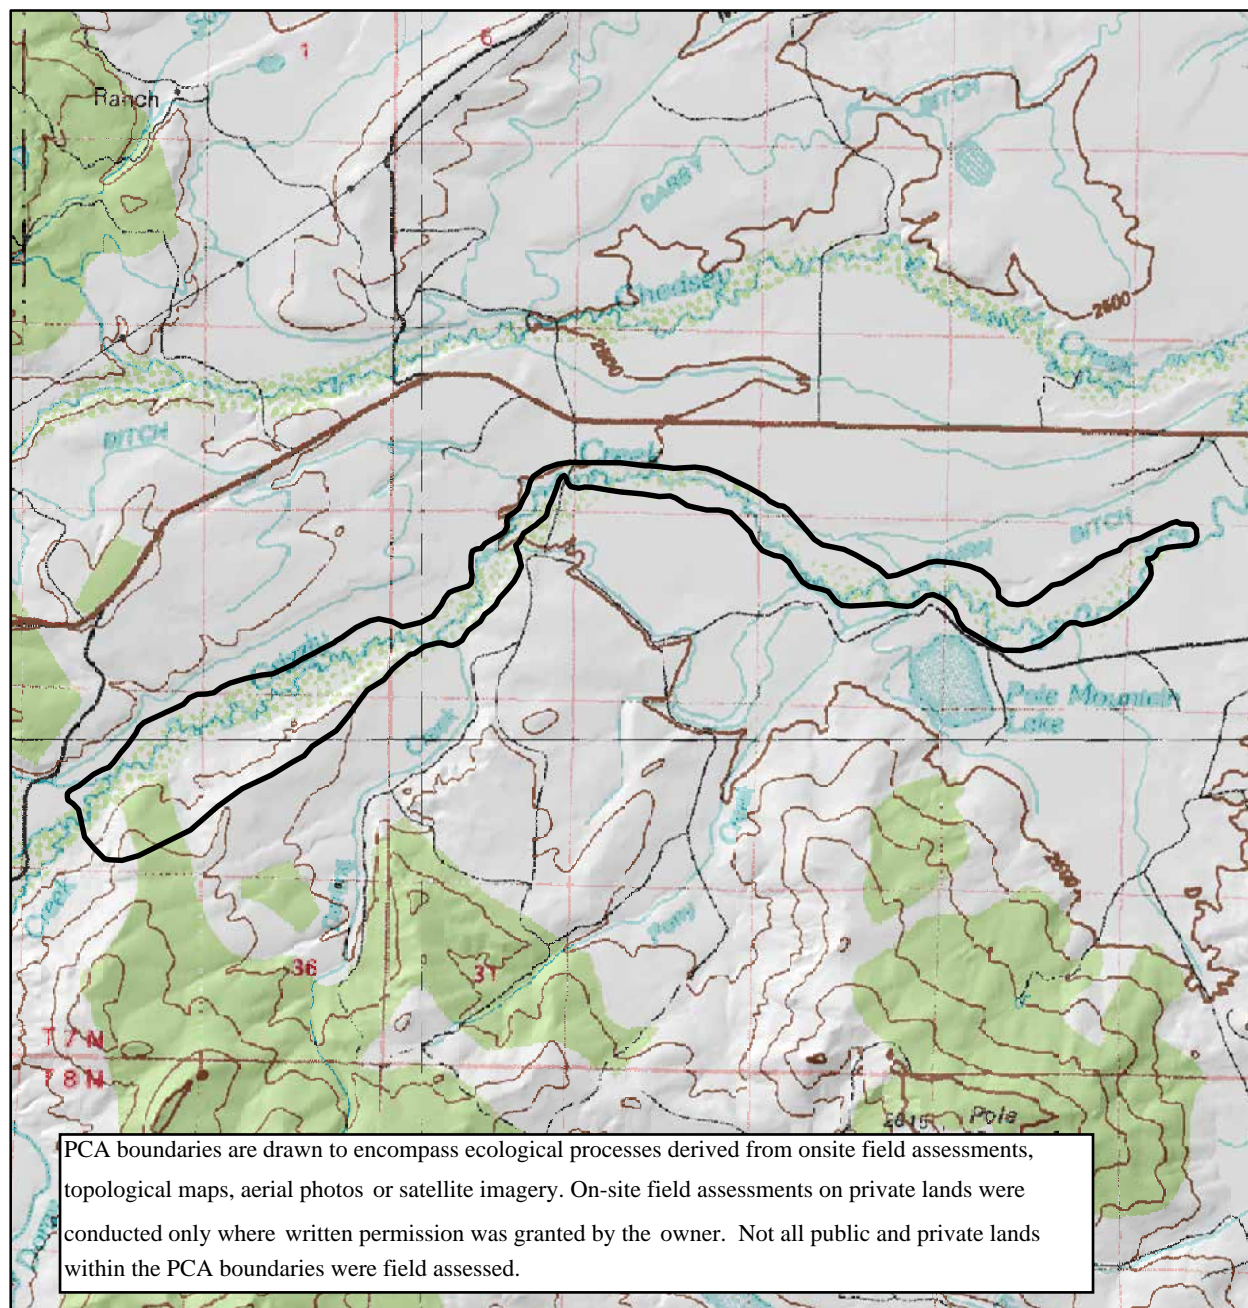 1
6
Ranch
DITCH
DARBY
Creek
2600
2600
DITCH
Creek
DITCH
Pole Mountain
Lake
Creek
Creek
2600
36
31
T 7 N
T 8 N
Pole
PCA boundaries are drawn to encompass ecological processes derived from onsite field assessments,
topological maps, aerial photos or satellite imagery. On-site field assessments on private lands were
conducted only where written permission was granted by the owner. Not all public and private lands
within the PCA boundaries were field assessed.